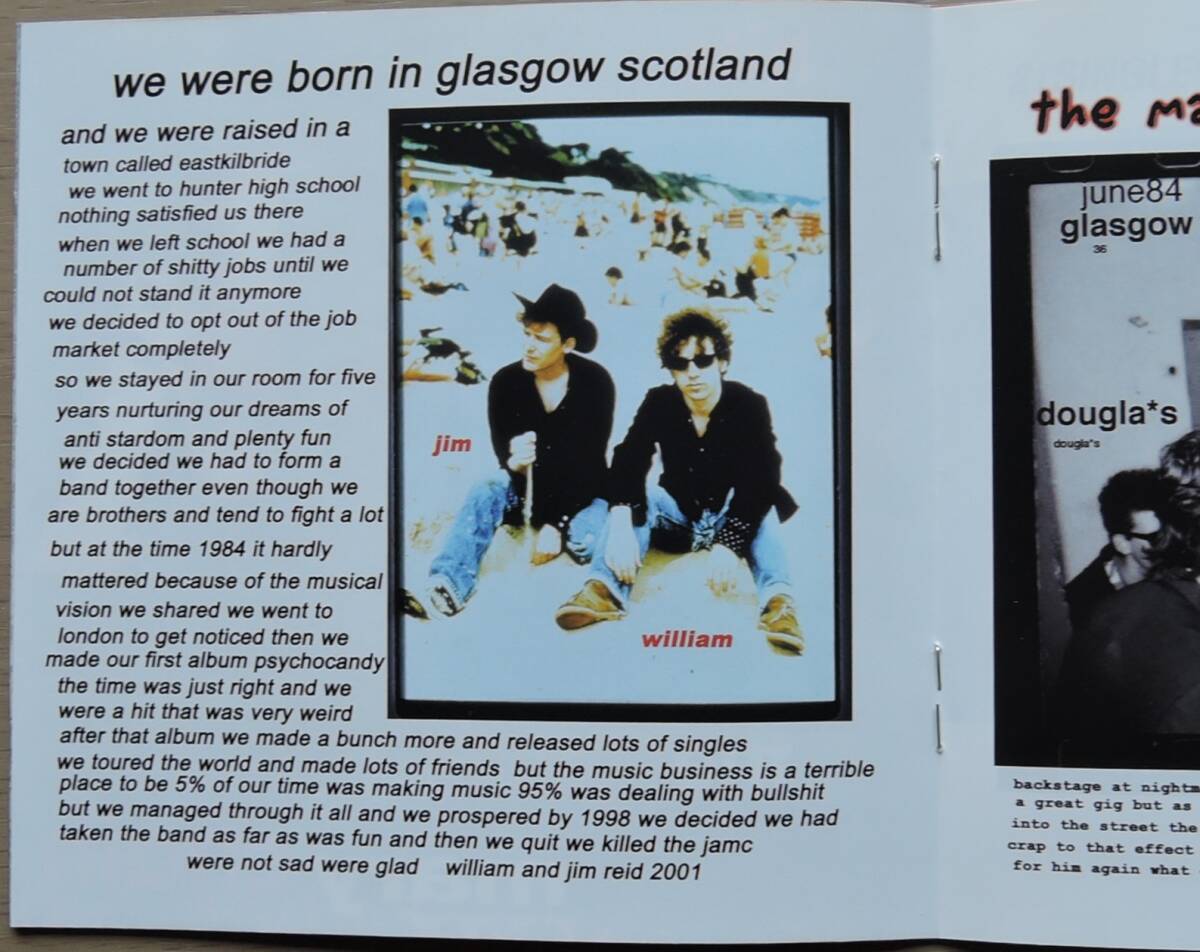 we were born in glasgow scotland
and we were raised in a
town called eastkilbride
we went to hunter high school
nothing satisfied us there
when we left school we had a
number of shitty jobs until we
could not stand it anymore
we decided to opt out of the job
market completely
so we stayed in our room for five
years nurturing our dreams of
anti stardom and plenty fun
we decided we had to form a
band together even though we
are brothers and tend to fight a lot
but at the time 1984 it hardly
mattered because of the musical
vision we shared we went to
london to get noticed then we
made our first album psychocandy
the time was just right and we
were a hit that was very weird
after that album we made a bunch more and released lots of singles
we toured the world and made lots of friends but the music business is a terrible
place to be 5% of our time was making music 95% was dealing with bullshit
but we managed through it all and we prospered by 1998 we decided we had
taken the band as far as was fun and then we quit we killed the jamc
were not sad were glad william and jim reid 2001
jim
william
the
june84
glasgow
36
dougla*s
dougla*s
backstage at
a great gig but as
into the street the
crap to that effect
for him again what